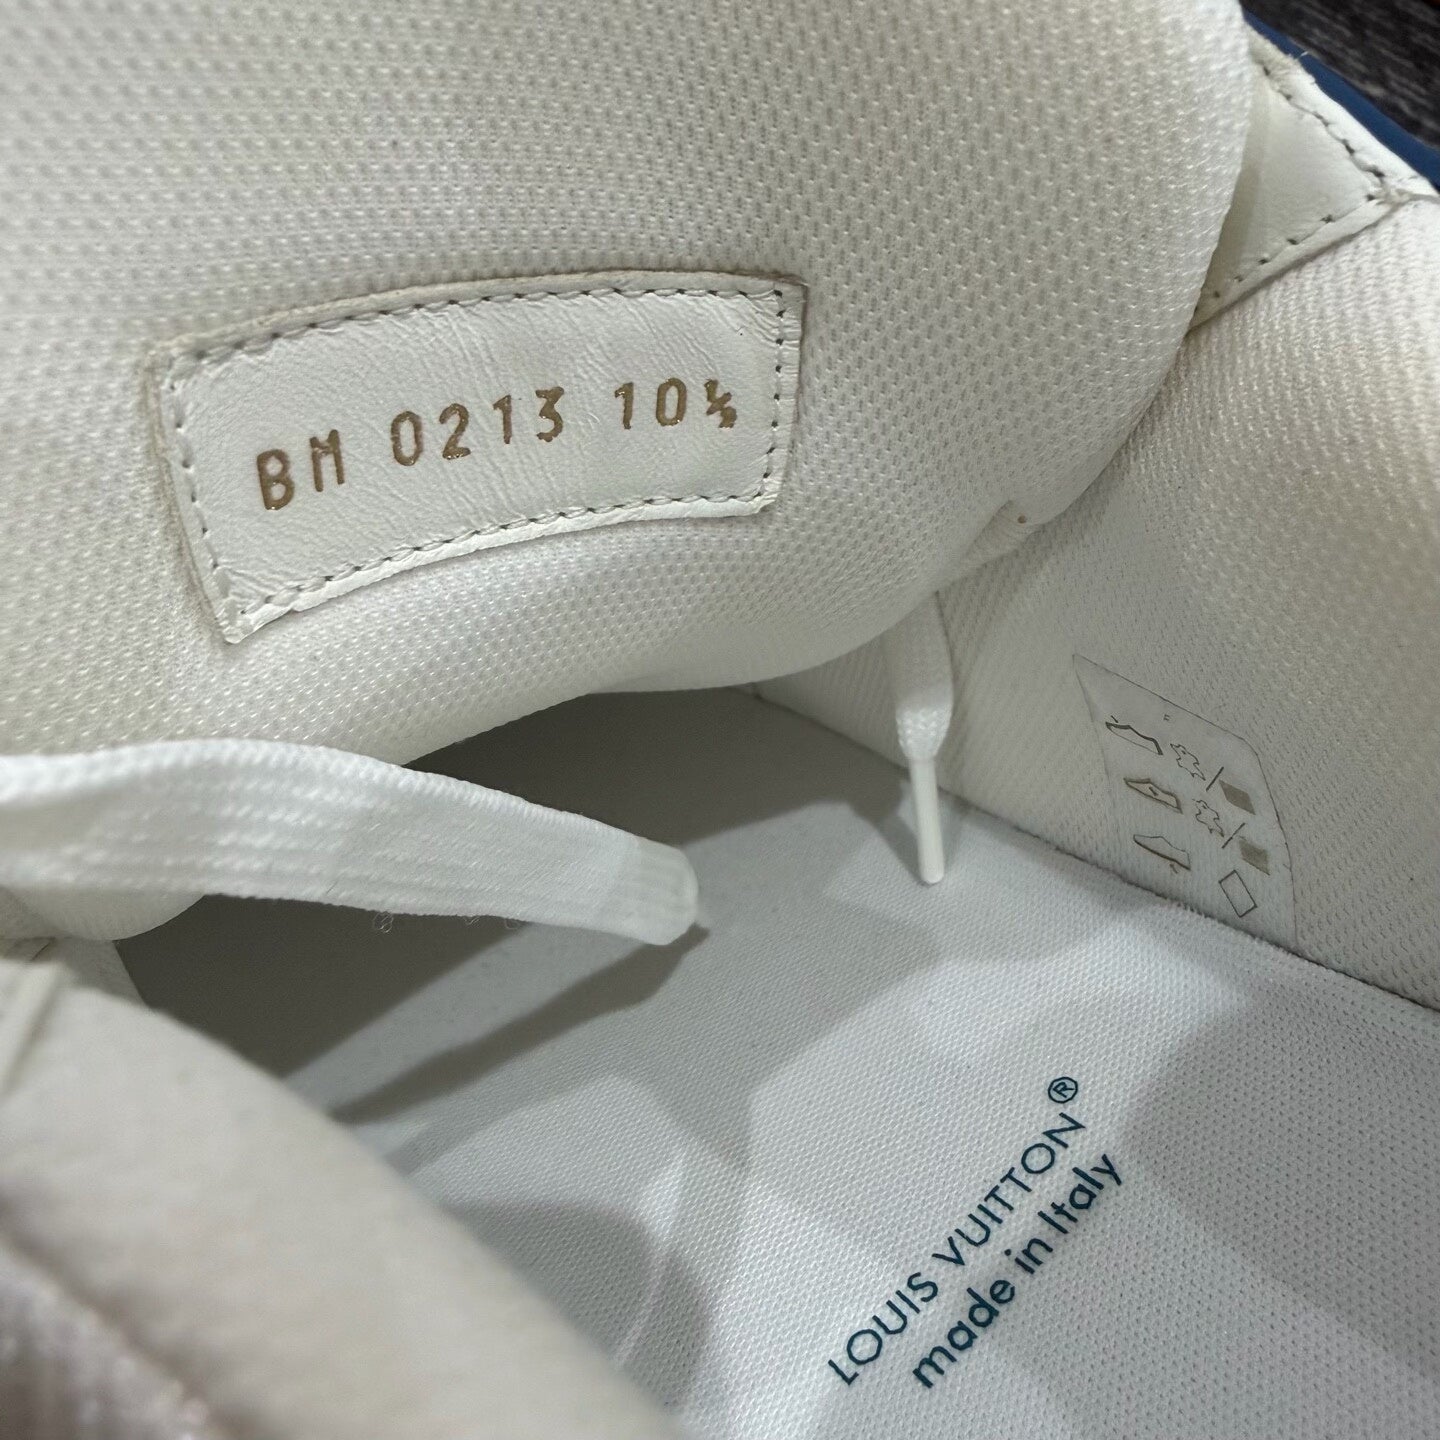 BM 0213 10½
LOUIS VUITTON®
made in Italy